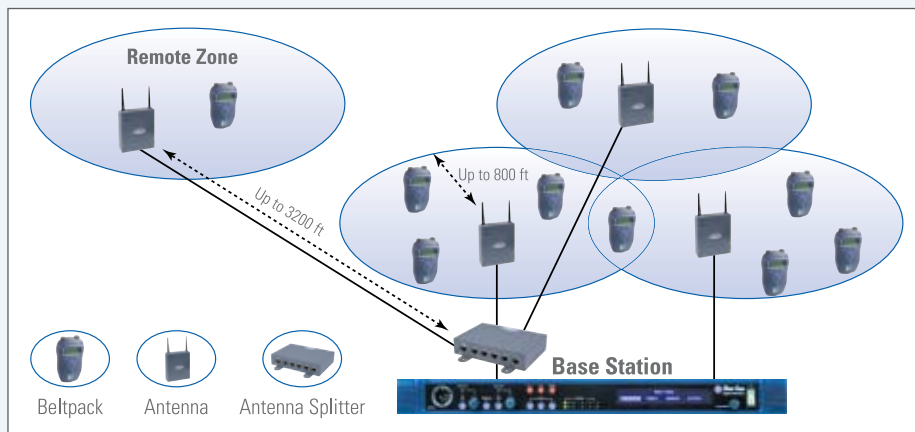 Remote Zone
Up to 800 ft
Up to 3200 ft
Base Station
Beltpack
Antenna
Antenna Splitter